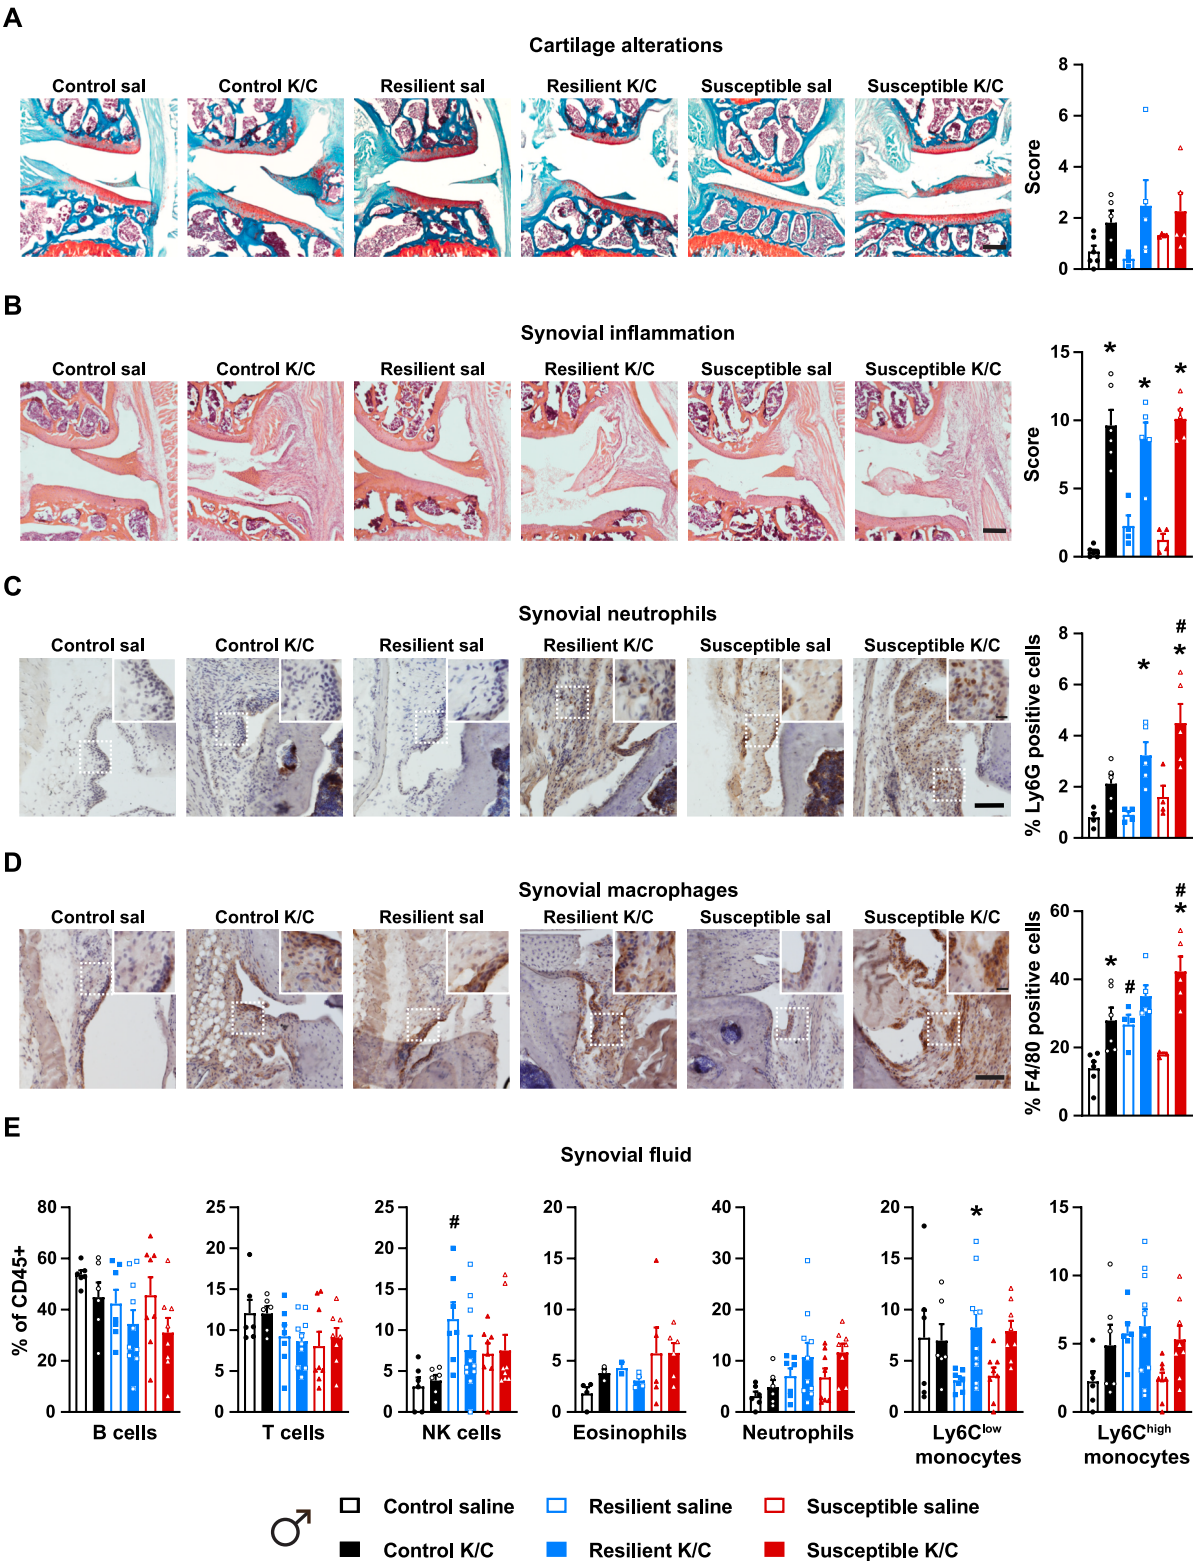 A
Cartilage alterations
Control sal Control K/C Resilient sal Resilient K/C Susceptible sal Susceptible K/C
Score
8
6
4
2
0
B
Synovial inflammation
Control sal Control K/C Resilient sal Resilient K/C Susceptible sal Susceptible K/C
Score
15
10
5
0
* * *
C
Synovial neutrophils
Control sal Control K/C Resilient sal Resilient K/C Susceptible sal Susceptible K/C
% Ly6G positive cells
8
6
4
2
0
#
* *
D
Synovial macrophages
Control sal Control K/C Resilient sal Resilient K/C Susceptible sal Susceptible K/C
% F4/80 positive cells
60
40
20
0
#
* # *
E
Synovial fluid
% of CD45+
80
60
40
20
0
B cells
25
20
15
10
5
0
T cells
25
20
15
10
5
0
#
NK cells
20
15
10
5
0
Eosinophils
40
30
20
10
0
Neutrophils
20
15
10
5
0
*
Ly6Clow
monocytes
15
10
5
0
Ly6Chigh
monocytes
♂
Control saline Resilient saline Susceptible saline
Control K/C Resilient K/C Susceptible K/C